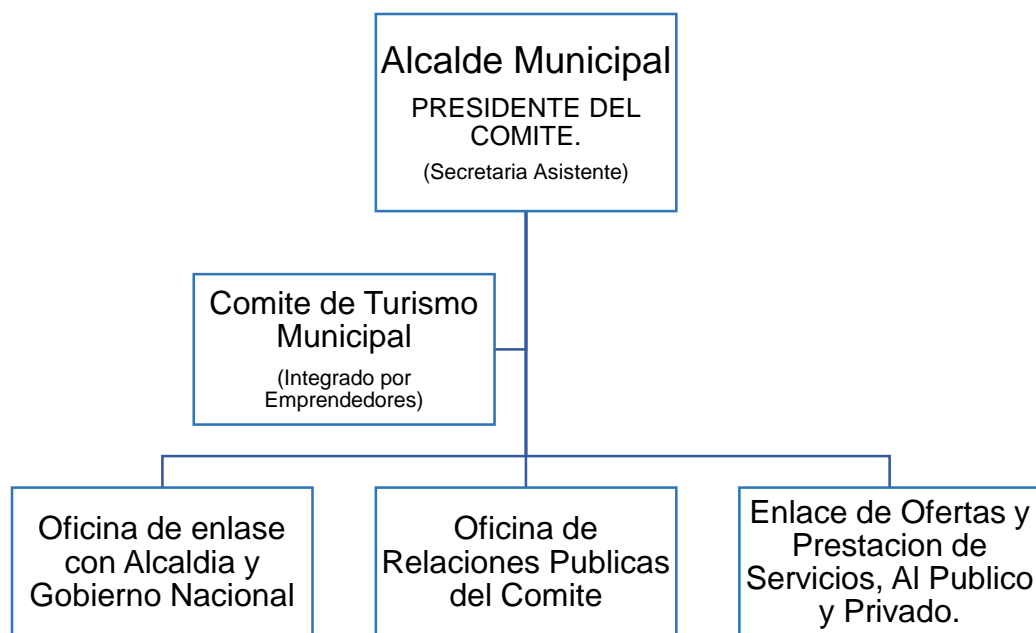 Alcalde Municipal
PRESIDENTE DEL
COMITE.
(Secretaria Asistente)
Comite de Turismo
Municipal
(Integrado por
Emprendedores)
Oficina de enlase
con Alcaldia y
Gobierno Nacional
Oficina de
Relaciones Publicas
del Comite
Enlace de Ofertas y
Prestacion de
Servicios, Al Publico
y Privado.